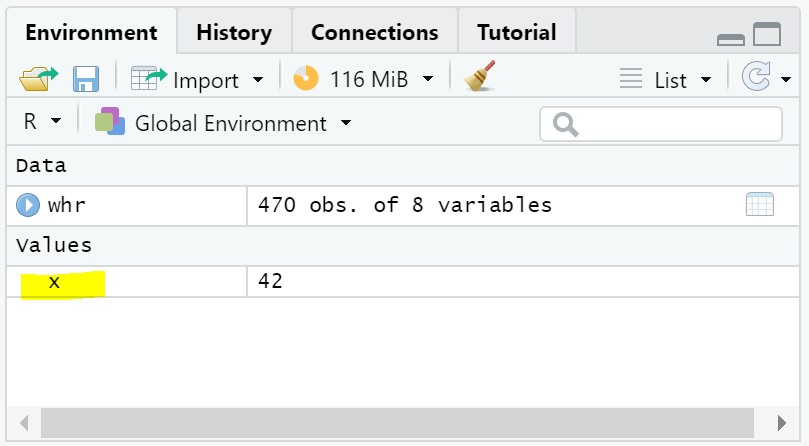 Environment History Connections Tutorial
Import 116 MiB List
R Global Environment
Data
whr 470 obs. of 8 variables
Values
x 42